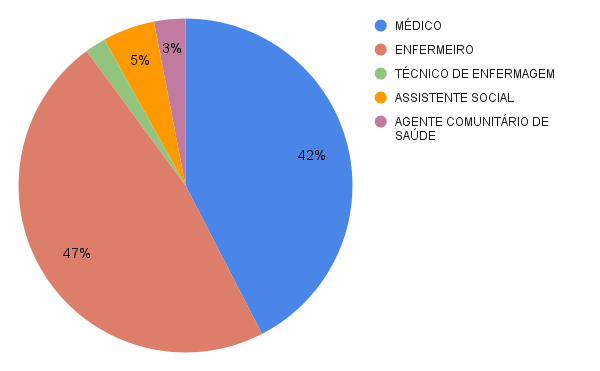 MÉDICO
ENFERMEIRO
TÉCNICO DE ENFERMAGEM
ASSISTENTE SOCIAL
AGENTE COMUNITÁRIO DE
SAÚDE
3%
5%
42%
47%